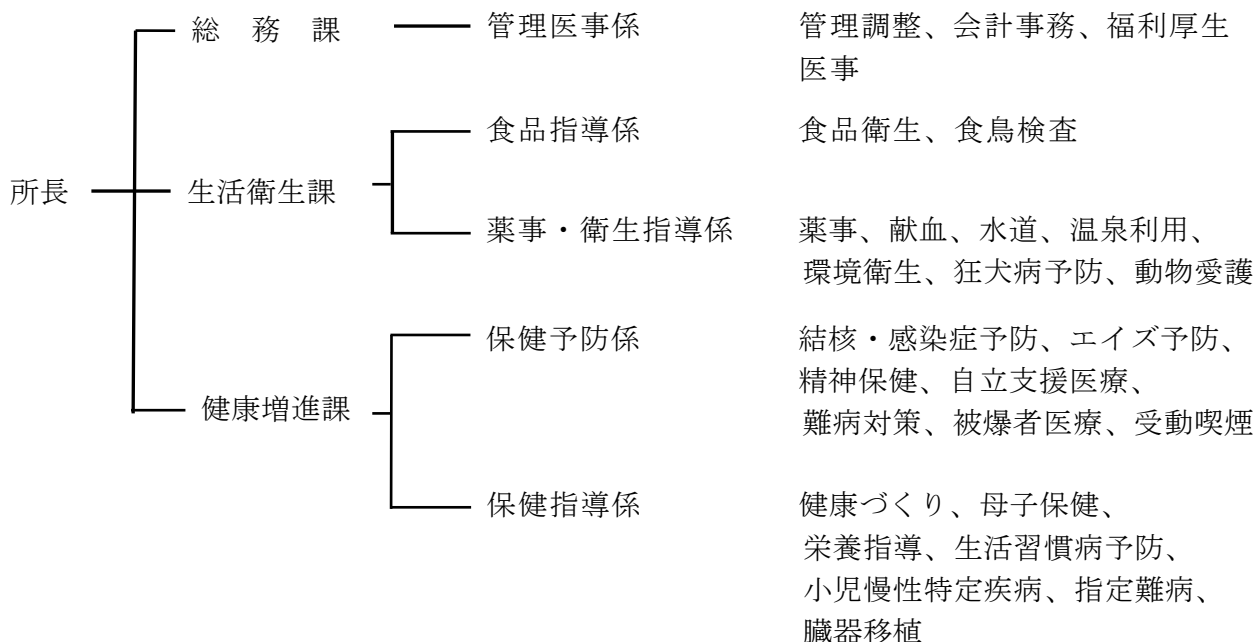 総　務　課　管理医事係　管理調整、会計事務、福利厚生
医事
食品指導係　食品衛生、食鳥検査
所長　生活衛生課
薬事・衛生指導係　薬事、献血、水道、温泉利用、
環境衛生、狂犬病予防、動物愛護
保健予防係　結核・感染症予防、エイズ予防、
精神保健、自立支援医療、
健康増進課　難病対策、被爆者医療、受動喫煙
保健指導係　健康づくり、母子保健、
栄養指導、生活習慣病予防、
小児慢性特定疾病、指定難病、
臓器移植